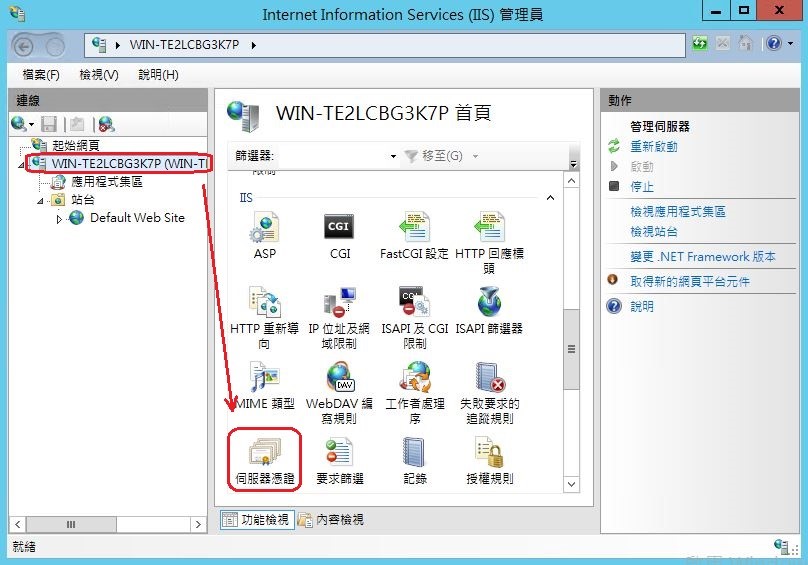 Internet Information Services (IIS) 管理員
WIN-TE2LCBG3K7P
檔案(F) 檢視(V) 說明(H)
連線
起始網頁
WIN-TE2LCBG3K7P (WIN-T
應用程式集區
站台
Default Web Site
WIN-TE2LCBG3K7P 首頁
篩選器:
移至(G)
限制
IIS
ASP
CGI
FastCGI 設定
HTTP 回應標
頭
HTTP 重新導
向
IP 位址及網
域限制
ISAPI 及 CGI
限制
ISAPI 篩選器
MIME 類型
WebDAV 編
寫規則
工作者處理
序
失敗要求的
追蹤規則
伺服器憑證
要求篩選
記錄
授權規則
功能檢視
內容檢視
動作
管理伺服器
重新啟動
啟動
停止
檢視應用程式集區
檢視站台
變更 .NET Framework 版本
取得新的網頁平台元件
說明
就緒